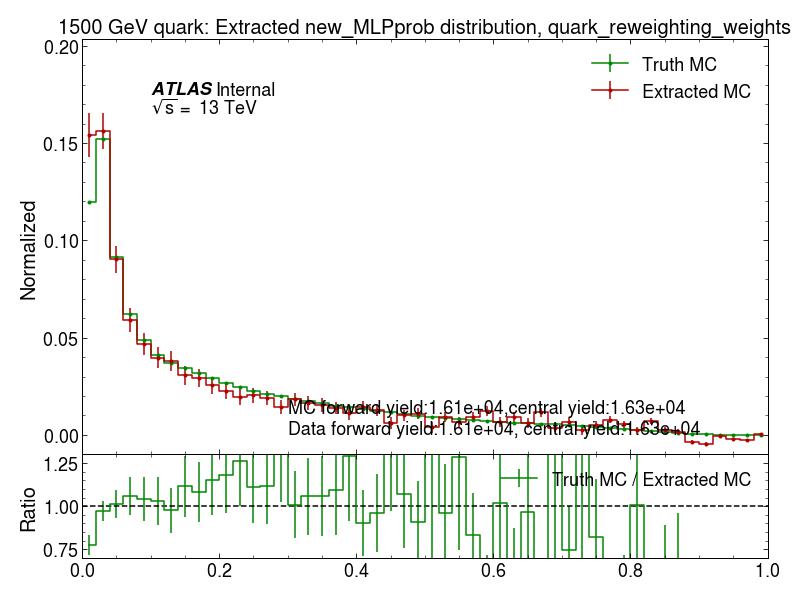 1500 GeV quark: Extracted new_MLPprob distribution, quark_reweighting_weights
0.20
0.15
0.10
0.05
0.00
Normalized
ATLAS Internal
√s = 13 TeV
Truth MC
Extracted MC
MC forward yield:1.61e+04,central yield:1.63e+04
Data forward yield:1.61e+04, central yield:1.63e+04
1.25
1.00
0.75
Ratio
Truth MC / Extracted MC
0.0 0.2 0.4 0.6 0.8 1.0